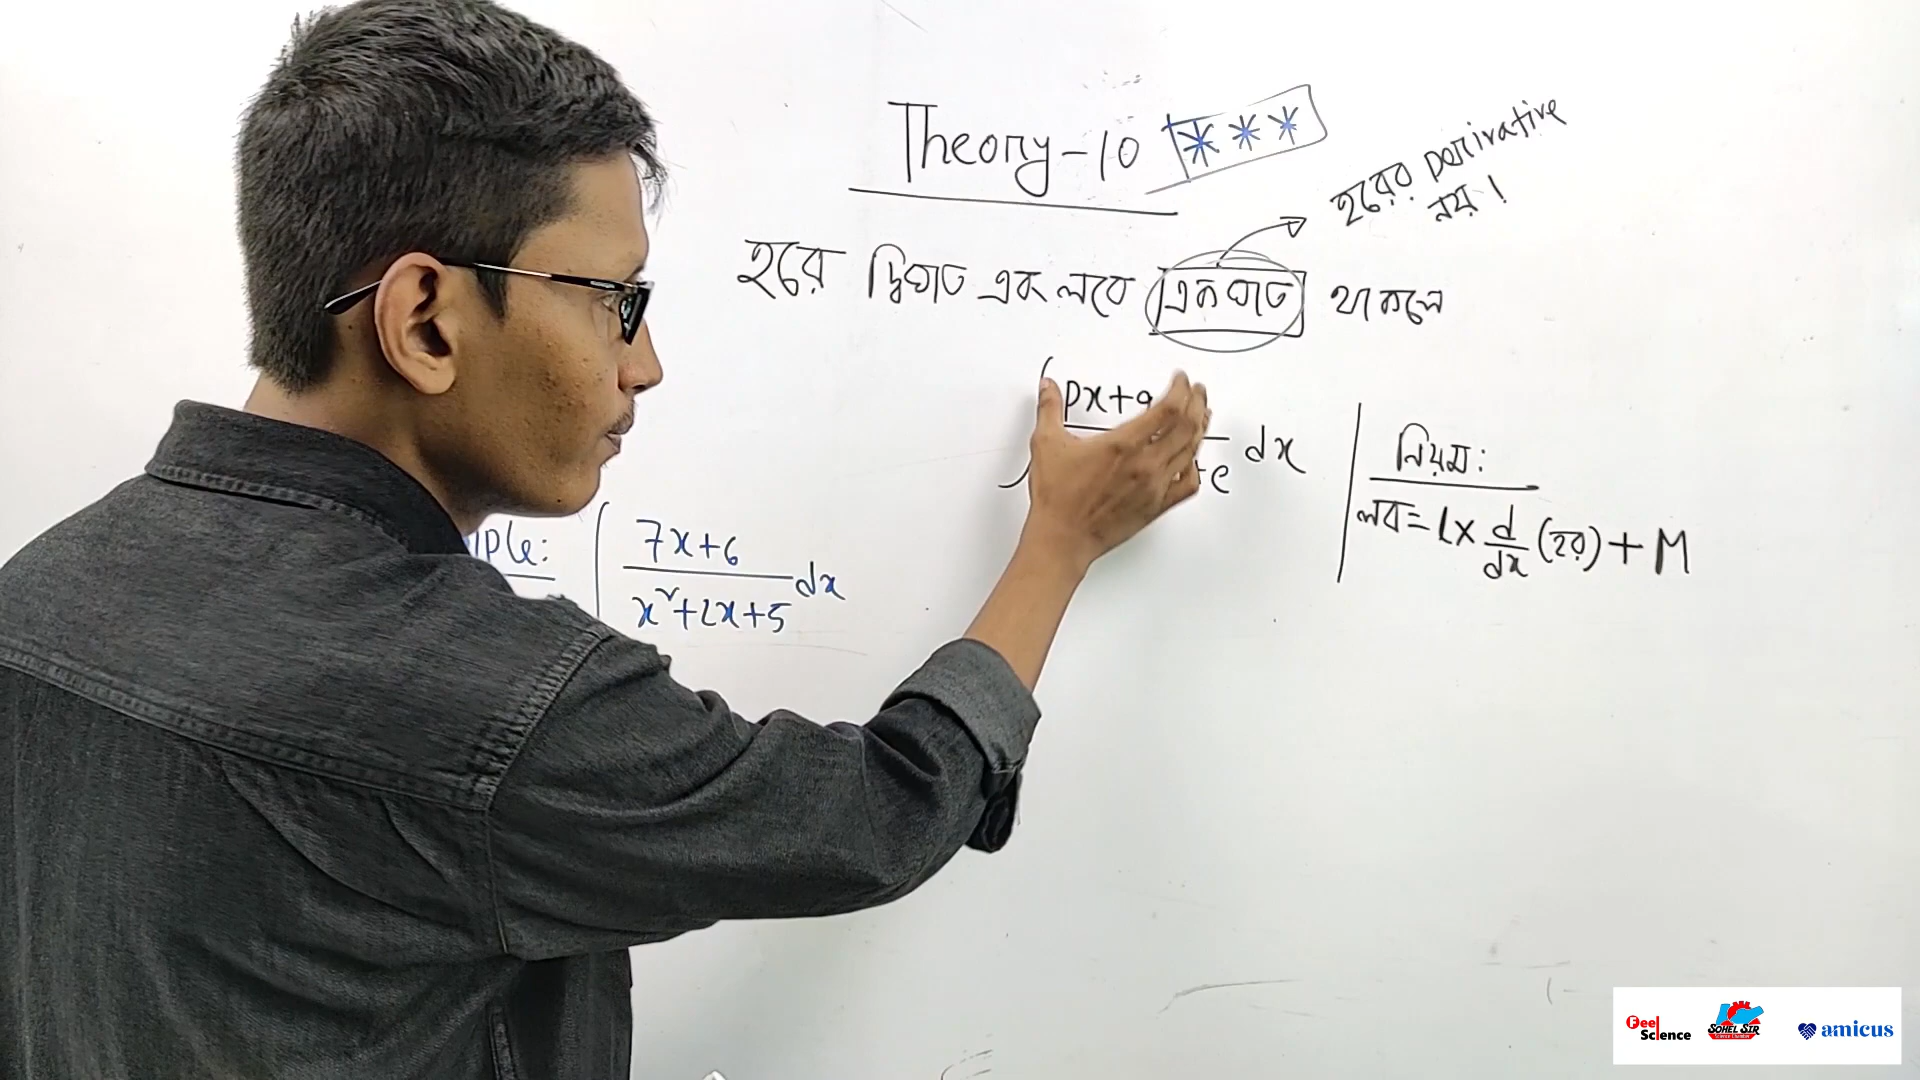 Theory-10 ***
হরের Derivative
নয়!
হরে দ্বিঘাত এবং লবে একঘাত থাকলে
∫ px+q dx
+c
নিয়ম:
লব = L × d/dx (হর) + M
mple: ∫ 7x+6 / x²+2x+5 dx
Feel Science
SOHEL SIR
amicus